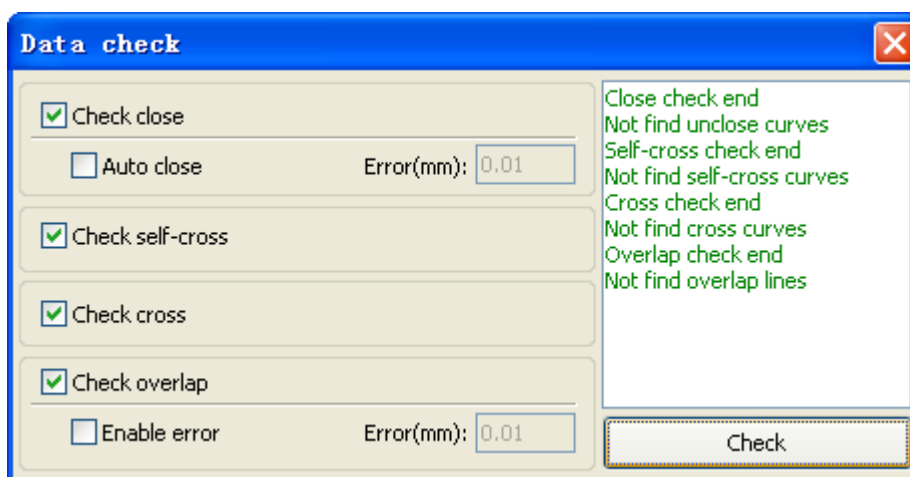 Data check
Check close
Auto close Error(mm): 0.01
Check self-cross
Check cross
Check overlap
Enable error Error(mm): 0.01
Close check end
Not find unclose curves
Self-cross check end
Not find self-cross curves
Cross check end
Not find cross curves
Overlap check end
Not find overlap lines
Check